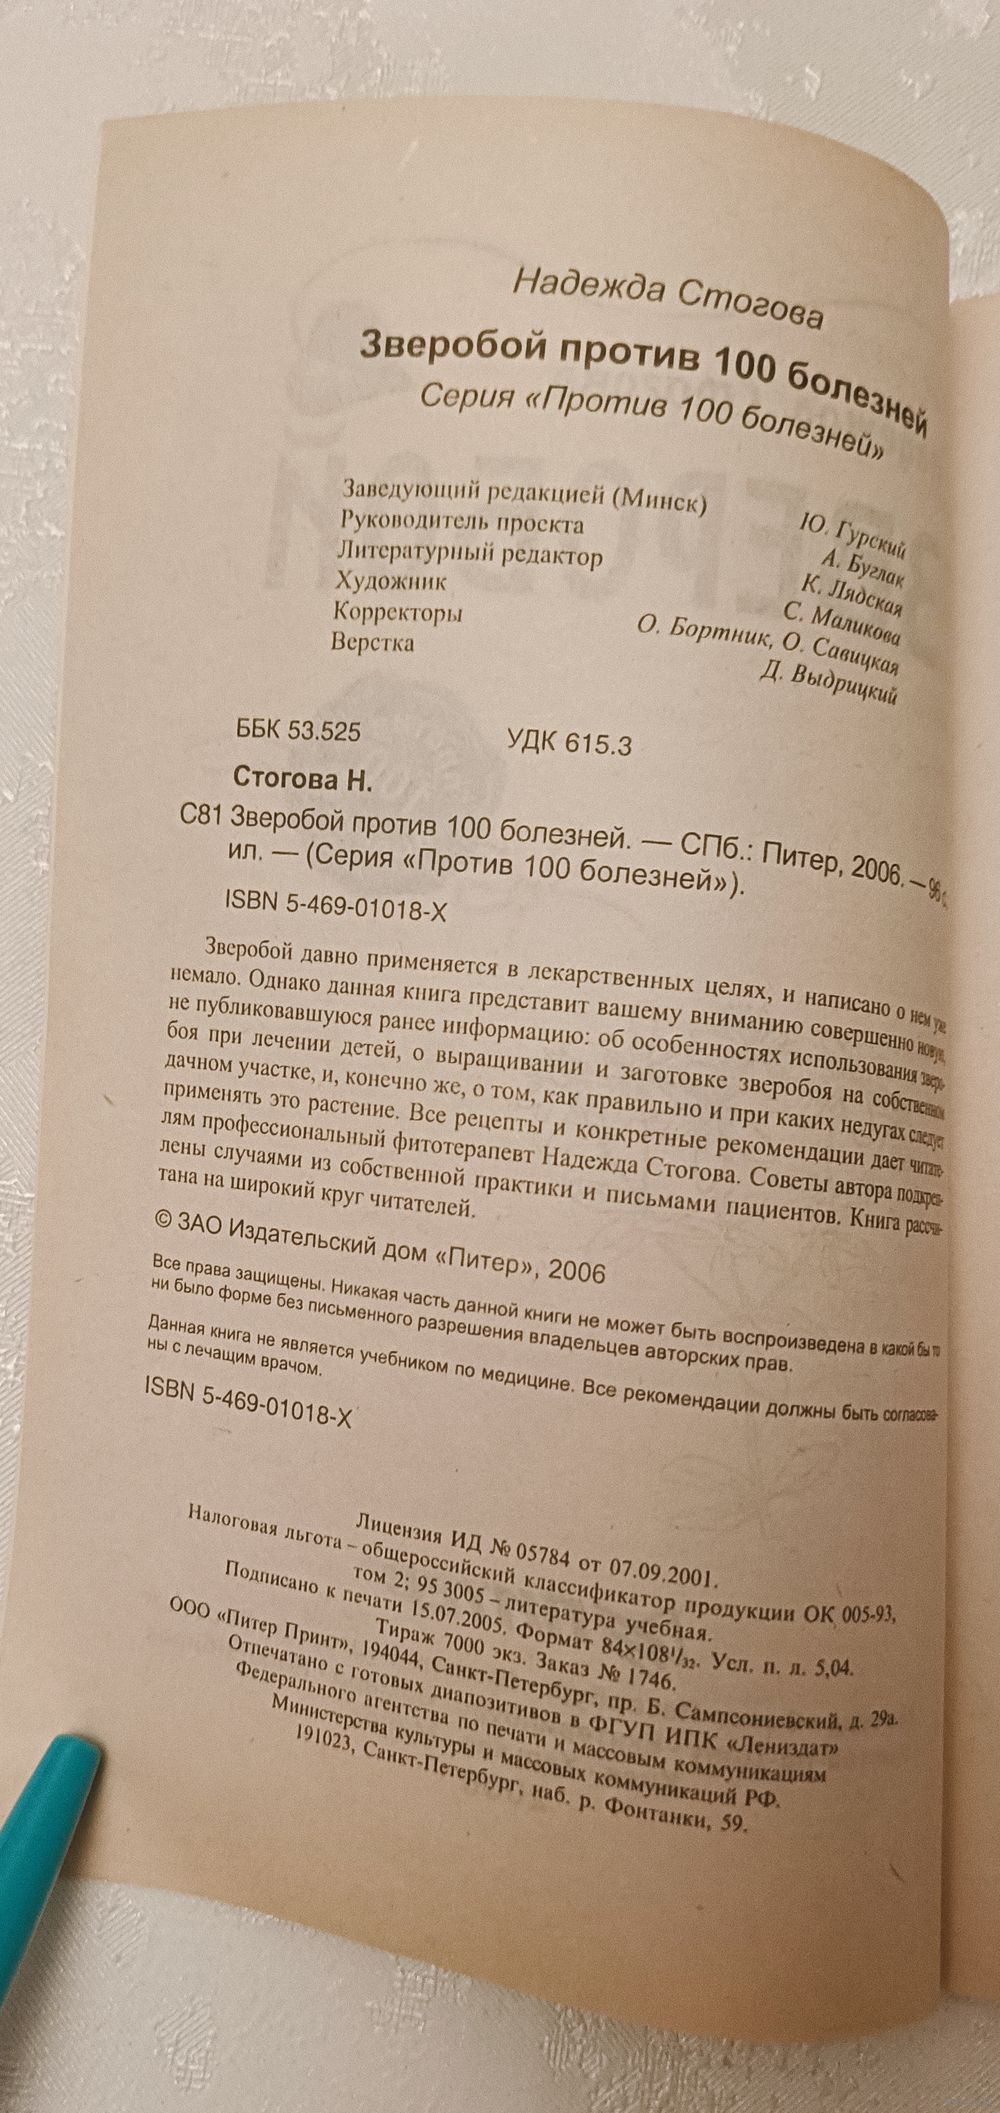 Надежда Стогова
Зверобой против 100 болезней
Серия «Против 100 болезней»
Заведующий редакцией (Минск) Ю. Гурский
Руководитель проекта А. Буглак
Литературный редактор К. Лядская
Художник С. Маликова
Корректоры О. Бортник, О. Савицкая
Верстка Д. Выдрицкий
ББК 53.525 УДК 615.3
Стогова Н.
С81 Зверобой против 100 болезней. — СПб.: Питер, 2006. — 96 с.
ил. — (Серия «Против 100 болезней»).
ISBN 5-469-01018-X
Зверобой давно применяется в лекарственных целях, и написано о нем уже
немало. Однако данная книга представит вашему вниманию совершенно новую,
не публиковавшуюся ранее информацию: об особенностях использования зверо-
боя при лечении детей, о выращивании и заготовке зверобоя на собственном
дачном участке, и, конечно же, о том, как правильно и при каких недугах следует
применять это растение. Все рецепты и конкретные рекомендации дает читате-
лям профессиональный фитотерапевт Надежда Стогова. Советы автора подкреп-
лены случаями из собственной практики и письмами пациентов. Книга рассчи-
тана на широкий круг читателей.
© ЗАО Издательский дом «Питер», 2006
Все права защищены. Никакая часть данной книги не может быть воспроизведена в какой бы то
ни было форме без письменного разрешения владельцев авторских прав.
Данная книга не является учебником по медицине. Все рекомендации должны быть согласова-
ны с лечащим врачом.
ISBN 5-469-01018-X
Лицензия ИД № 05784 от 07.09.2001.
Налоговая льгота – общероссийский классификатор продукции ОК 005-93,
том 2; 95 3005 – литература учебная.
Подписано к печати 15.07.2005. Формат 84×108¹/₃₂. Усл. п. л. 5,04.
Тираж 7000 экз. Заказ № 1746.
ООО «Питер Принт», 194044, Санкт-Петербург, пр. Б. Сампсониевский, д. 29а.
Отпечатано с готовых диапозитивов в ФГУП ИПК «Лениздат»
Федерального агентства по печати и массовым коммуникациям
Министерства культуры и массовых коммуникаций РФ.
191023, Санкт-Петербург, наб. р. Фонтанки, 59.